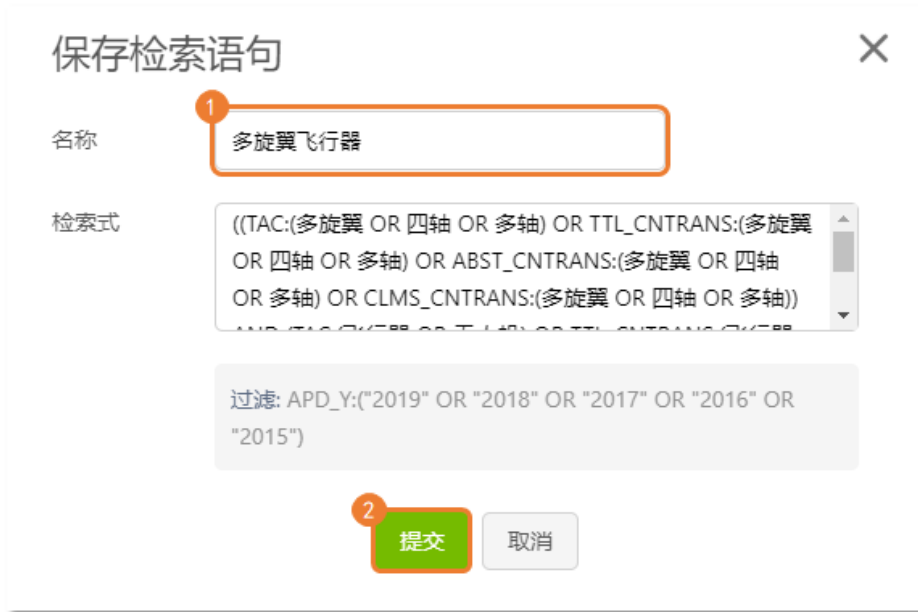 保存检索语句
1
名称
多旋翼飞行器
检索式
((TAC:(多旋翼 OR 四轴 OR 多轴) OR TTL_CNTRANS:(多旋翼
OR 四轴 OR 多轴) OR ABST_CNTRANS:(多旋翼 OR 四轴
OR 多轴) OR CLMS_CNTRANS:(多旋翼 OR 四轴 OR 多轴))
过滤: APD_Y:("2019" OR "2018" OR "2017" OR "2016" OR
"2015")
2
提交
取消